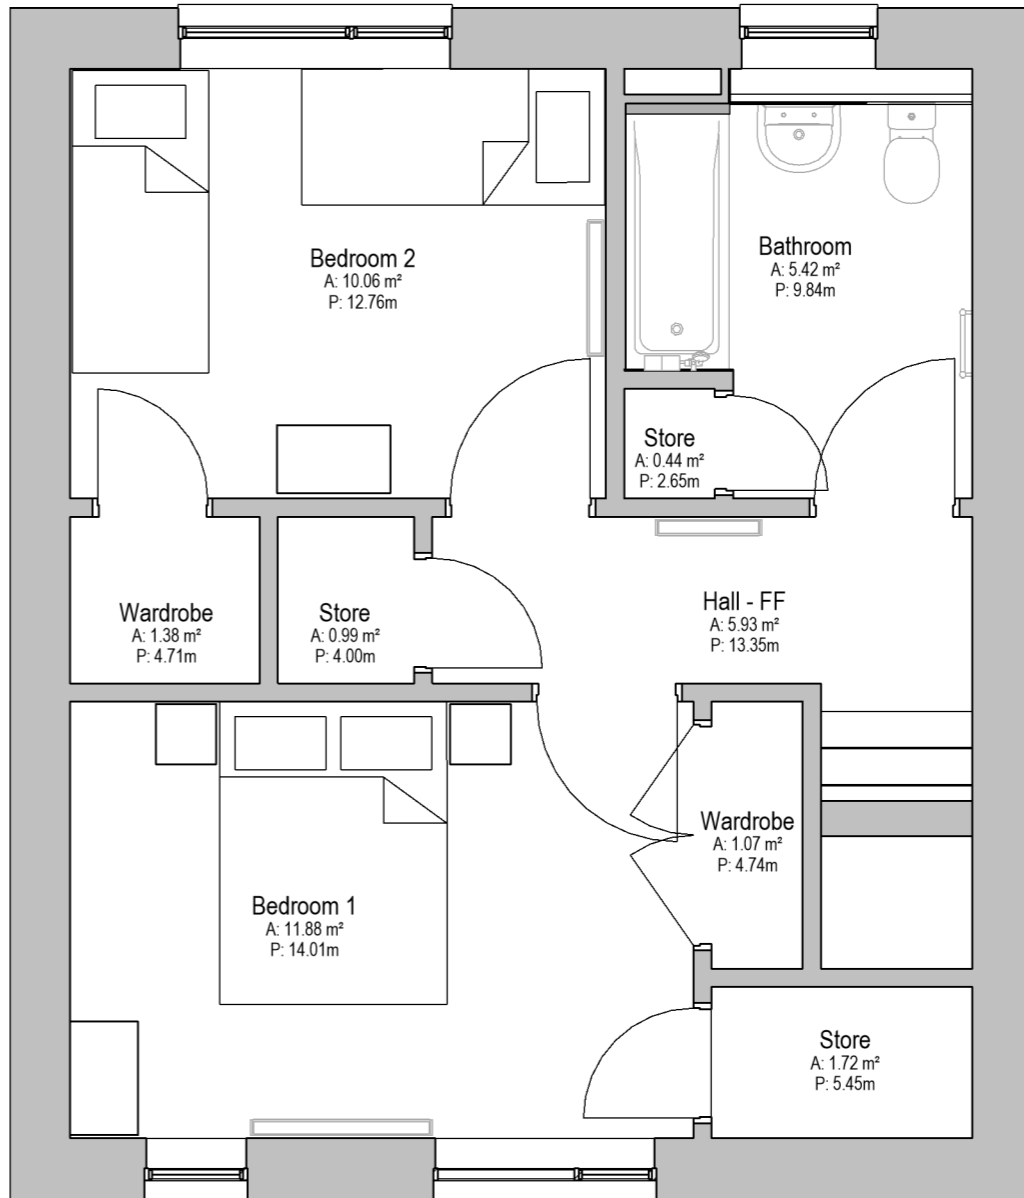 Bedroom 2
A: 10.06 m²
P: 12.76m
Bathroom
A: 5.42 m²
P: 9.84m
Store
A: 0.44 m²
P: 2.65m
Wardrobe
A: 1.38 m²
P: 4.71m
Store
A: 0.99 m²
P: 4.00m
Hall - FF
A: 5.93 m²
P: 13.35m
Wardrobe
A: 1.07 m²
P: 4.74m
Bedroom 1
A: 11.88 m²
P: 14.01m
Store
A: 1.72 m²
P: 5.45m